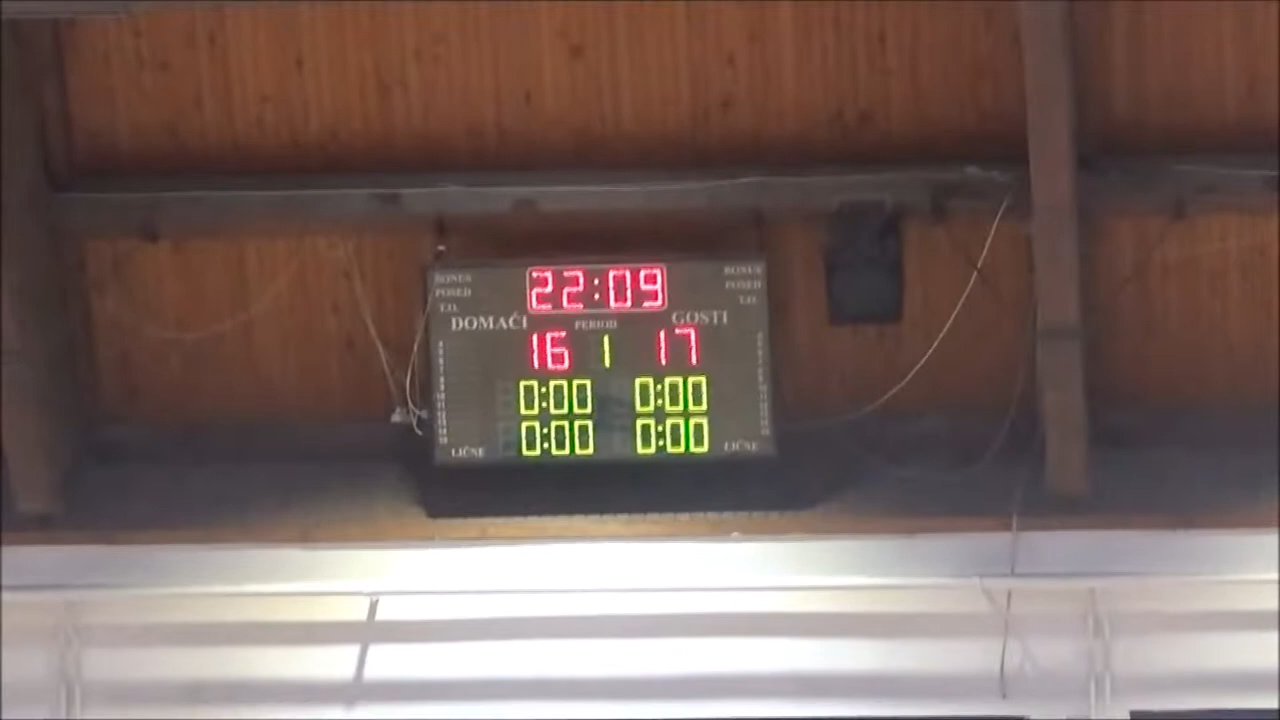 BONUS 22:09 BONUS
POSED POSED
T.O. T.O.
DOMAĆI PERIOD GOSTI
16 1 17
0:00 0:00
0:00 0:00
LIČNE LIČNE